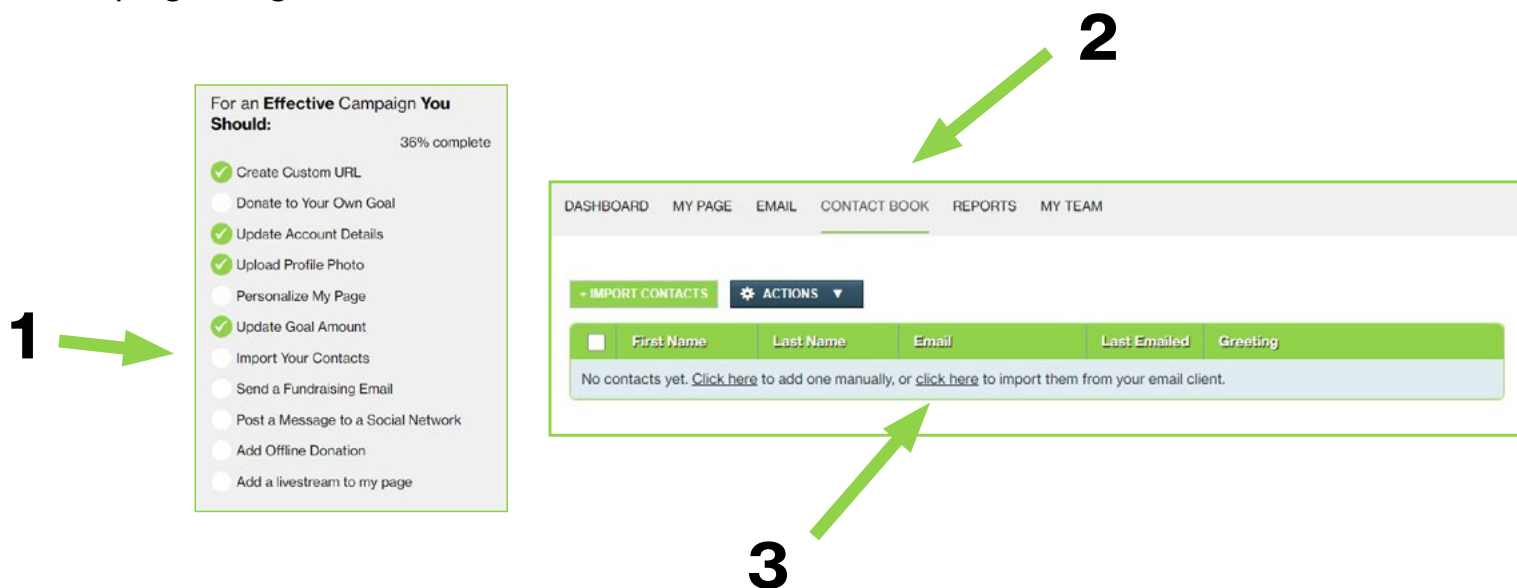 2
For an Effective Campaign You
Should:
36% complete
Create Custom URL
Donate to Your Own Goal
Update Account Details
Upload Profile Photo
Personalize My Page
Update Goal Amount
Import Your Contacts
Send a Fundraising Email
Post a Message to a Social Network
Add Offline Donation
Add a livestream to my page
1
DASHBOARD MY PAGE EMAIL CONTACT BOOK REPORTS MY TEAM
+ IMPORT CONTACTS ACTIONS ▼
First Name Last Name Email Last Emailed Greeting
No contacts yet. Click here to add one manually, or click here to import them from your email client.
3